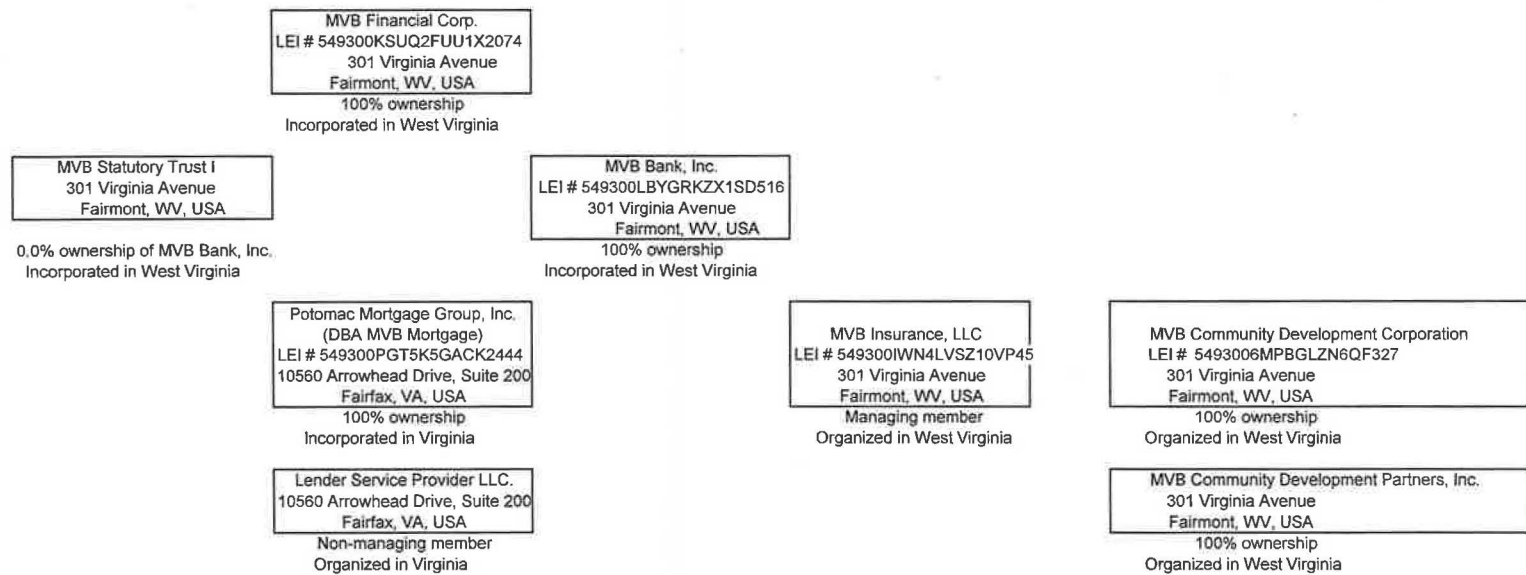 MVB Financial Corp.
LEI # 549300KSUQ2FUU1X2074
301 Virginia Avenue
Fairmont, WV, USA
100% ownership
Incorporated in West Virginia
MVB Statutory Trust I
301 Virginia Avenue
Fairmont, WV, USA
0.0% ownership of MVB Bank, Inc.
Incorporated in West Virginia
MVB Bank, Inc.
LEI # 549300LBYGRKZX1SD516
301 Virginia Avenue
Fairmont, WV, USA
100% ownership
Incorporated in West Virginia
Potomac Mortgage Group, Inc.
(DBA MVB Mortgage)
LEI # 549300PGT5K5GACK2444
10560 Arrowhead Drive, Suite 200
Fairfax, VA, USA
100% ownership
Incorporated in Virginia
MVB Insurance, LLC
LEI # 549300IWN4LVSZ10VP45
301 Virginia Avenue
Fairmont, WV, USA
Managing member
Organized in West Virginia
MVB Community Development Corporation
LEI # 5493006MPBGLZN6QF327
301 Virginia Avenue
Fairmont, WV, USA
100% ownership
Organized in West Virginia
Lender Service Provider LLC.
10560 Arrowhead Drive, Suite 200
Fairfax, VA, USA
Non-managing member
Organized in Virginia
MVB Community Development Partners, Inc.
301 Virginia Avenue
Fairmont, WV, USA
100% ownership
Organized in West Virginia